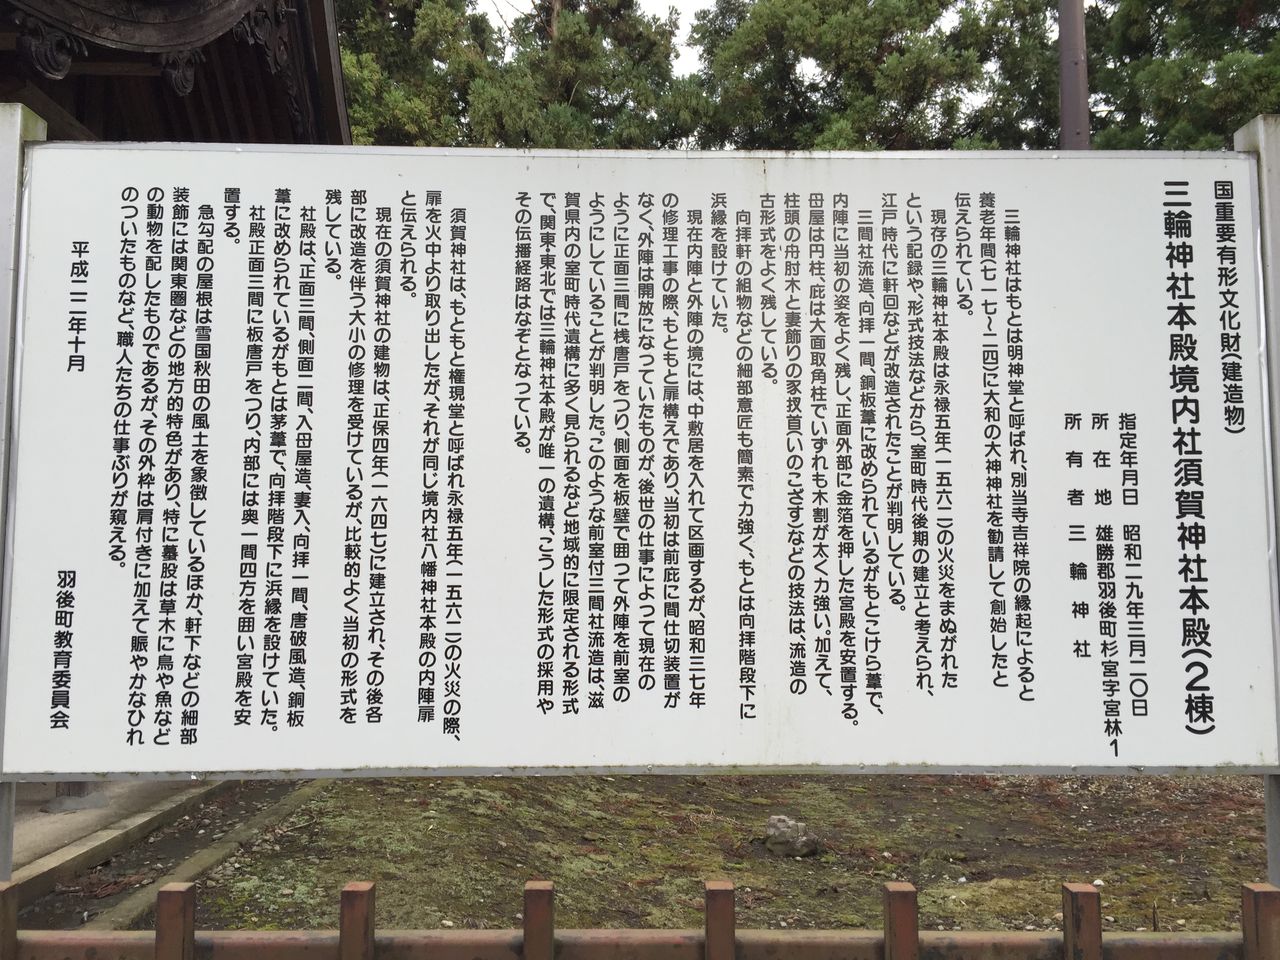 国重要有形文化財(建造物)
三輪神社本殿境内社須賀神社本殿(2棟)
指定年月日　昭和二九年三月二〇日
所在地　雄勝郡羽後町杉宮字宮林1
所有者　三輪神社
三輪神社はもとは明神堂と呼ばれ、別当寺吉祥院の縁起によると
養老年間(七一七〜二四)に大和の大神神社を勧請して創始したと
伝えられている。
現存の三輪神社本殿は永禄五年(一五六二)の火災をまぬがれた
という記録や、形式技法などから、室町時代後期の建立と考えられ、
江戸時代に軒回などが改造されたことが判明している。
三間社流造、向拝一間、銅板葺に改められているがもとこけら葺で、
内陣に当初の姿をよく残し、正面外部に金箔を押した宮殿を安置する。
母屋は円柱、庇は大面取角柱でいずれも木割が太く力強い。加えて、
柱頭の舟肘木と妻飾りの豕扠首(いのこざす)などの技法は、流造の
古形式をよく残している。
向拝軒の組物などの細部意匠も簡素で力強く、もとは向拝階段下に
浜縁を設けていた。
現在内陣と外陣の境には、中敷居を入れて区画するが、昭和三七年
の修理工事の際、もともと扉構えであり、当初は前庇に間仕切装置が
なく、外陣は開放になっていたものが、後世の仕事によって現在の
ように正面三間に桟唐戸をつり、側面を板壁で囲って外陣を前室の
ようにしていることが判明した。このような前室付三間社流造は、滋
賀県内の室町時代遺構に多く見られるなど地域的に限定される形式
で、関東・東北では三輪神社本殿が唯一の遺構、こうした形式の採用や
その伝播経路はなぞとなっている。
須賀神社は、もともと権現堂と呼ばれ永禄五年(一五六二)の火災の際、
扉を火中より取り出したが、それが同じ境内社八幡神社本殿の内陣扉
と伝えられる。
現在の須賀神社の建物は、正保四年(一六四七)に建立され、その後各
部に改造を伴う大小の修理を受けているが、比較的よく当初の形式を
残している。
社殿は、正面三間、側面二間、入母屋造、妻入、向拝一間、唐破風造、銅板
葺に改められているがもとは茅葺で、向拝階段下に浜縁を設けていた。
社殿正面三間に板唐戸をつり、内部には奥一間四方を囲い宮殿を安
置する。
急勾配の屋根は雪国秋田の風土を象徴しているほか、軒下などの細部
装飾には関東圏などの地方的特色があり、特に蟇股は草木に鳥や魚など
の動物を配したものであるが、その外枠は肩付きに加えて賑やかなひれ
のついたものなど、職人たちの仕事ぶりが窺える。
平成二二年十月
羽後町教育委員会